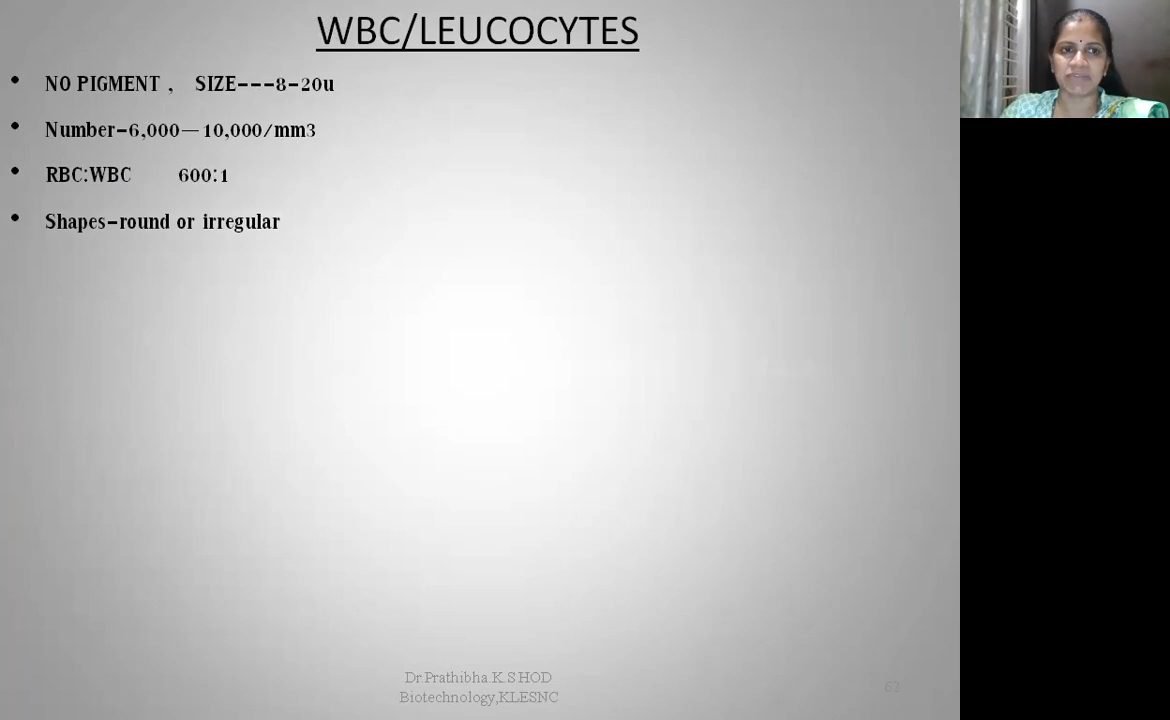 WBC/LEUCOCYTES
• NO PIGMENT , SIZE---8-20u
• Number-6,000—10,000/mm3
• RBC:WBC 600:1
• Shapes-round or irregular
Dr.Prathibha.K.S HOD
Biotechnology,KLESNC
62